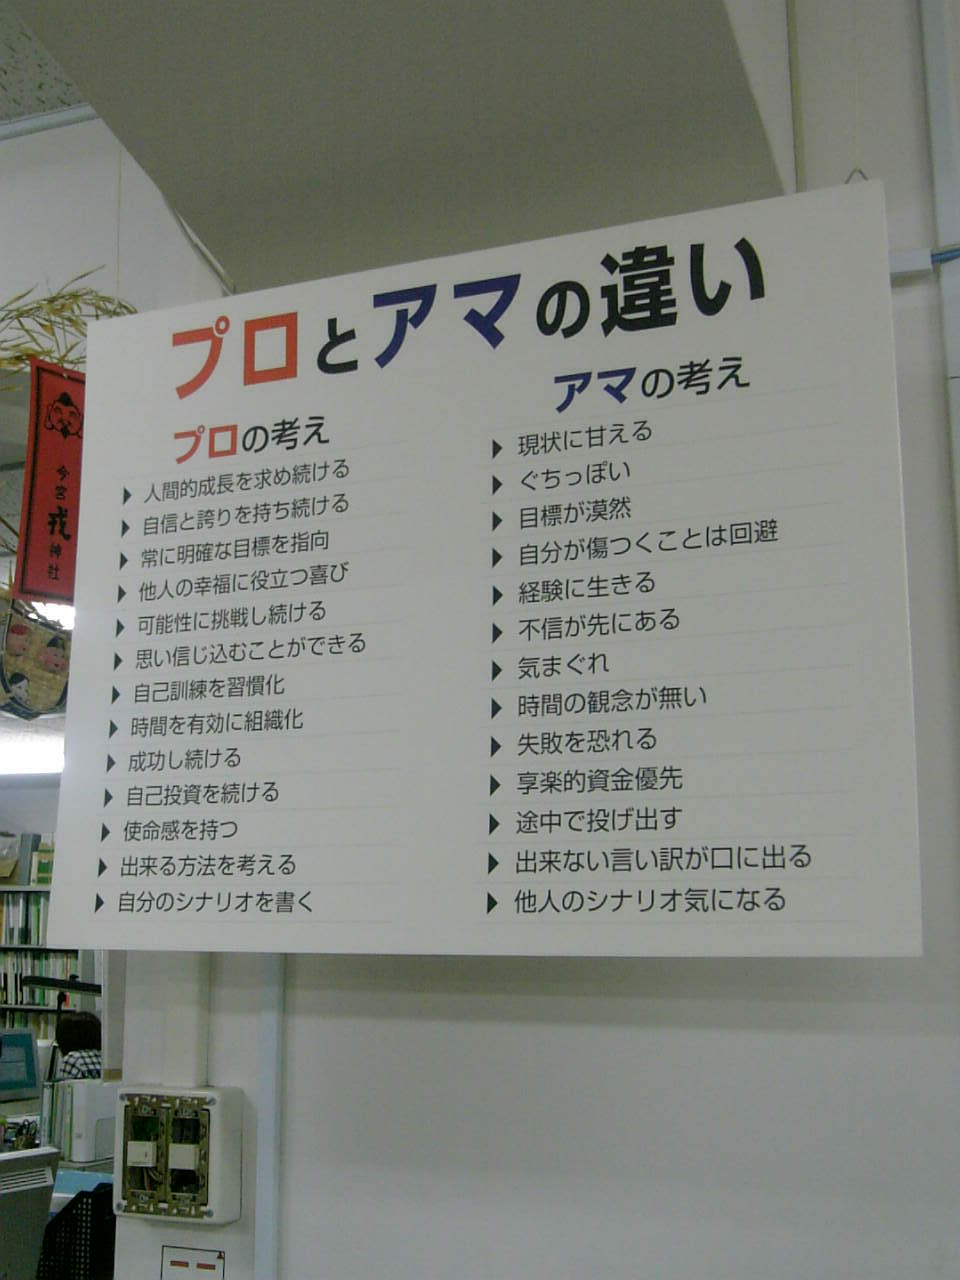 プロとアマの違い
プロの考え
人間的成長を求め続ける
自信と誇りを持ち続ける
常に明確な目標を指向
他人の幸福に役立つ喜び
可能性に挑戦し続ける
思い信じ込むことができる
自己訓練を習慣化
時間を有効に組織化
成功し続ける
自己投資を続ける
使命感を持つ
出来る方法を考える
自分のシナリオを書く
アマの考え
現状に甘える
ぐちっぽい
目標が漠然
自分が傷つくことは回避
経験に生きる
不信が先にある
気まぐれ
時間の観念が無い
失敗を恐れる
享楽的資金優先
途中で投げ出す
出来ない言い訳が口に出る
他人のシナリオ気になる
今宮戎神社